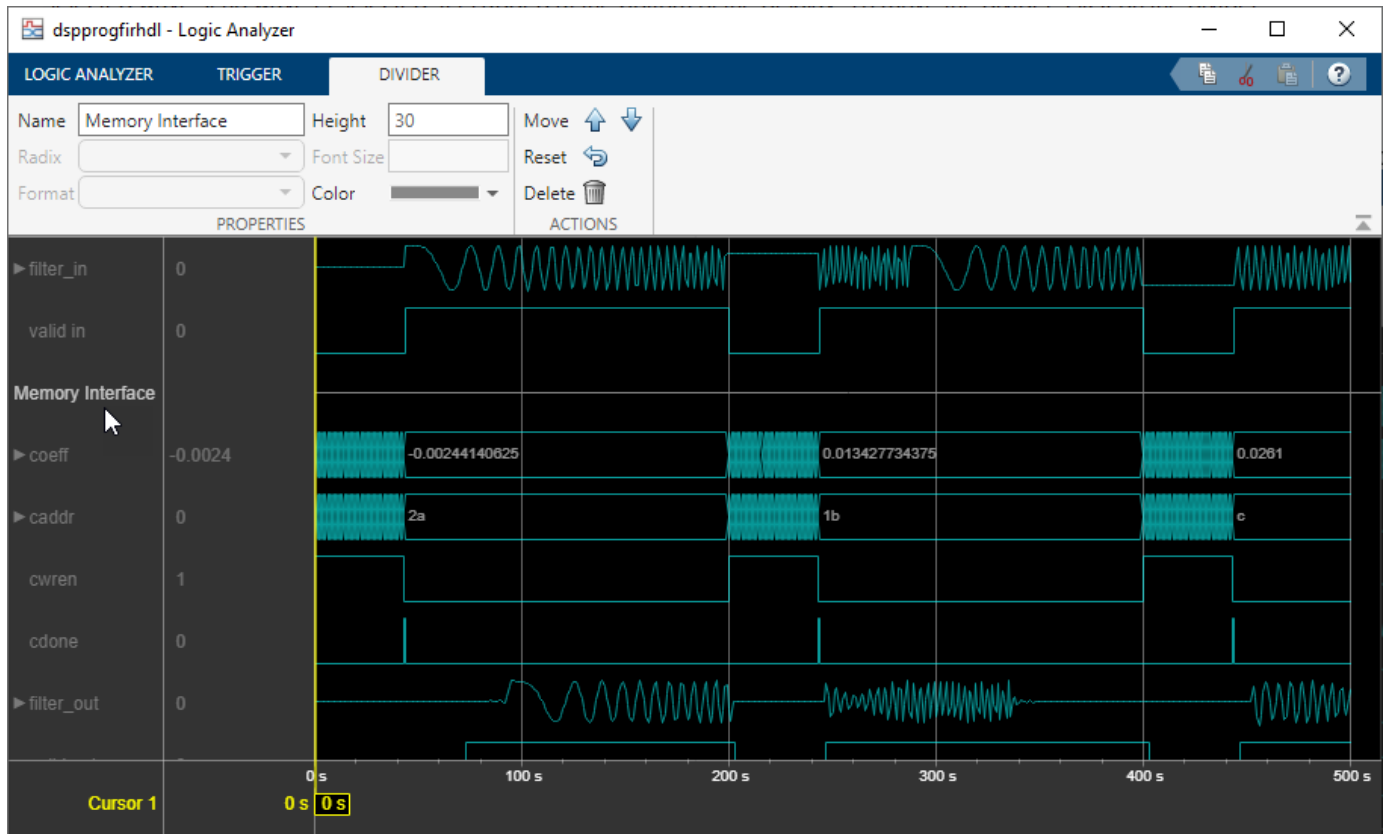 dspprogfirhdl - Logic Analyzer
LOGIC ANALYZER TRIGGER DIVIDER
Name Memory Interface Height 30 Move
Radix Font Size Reset
Format Color Delete
PROPERTIES ACTIONS
filter_in 0
valid in 0
Memory Interface
coeff -0.0024 -0.00244140625 0.013427734375 0.0261
caddr 0 2a 1b c
cwren 1
cdone 0
filter_out 0
0 s 100 s 200 s 300 s 400 s 500 s
Cursor 1 0 s 0 s